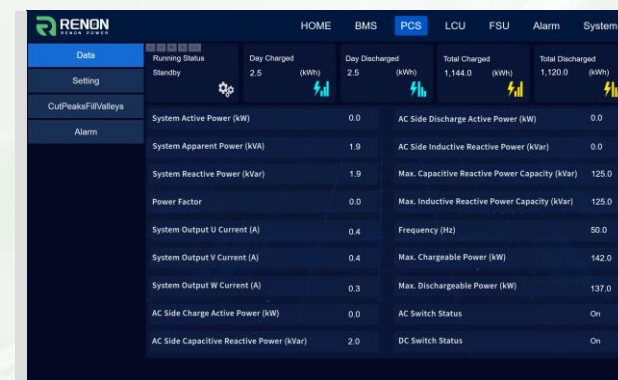 RENON
RENON POWER
HOME BMS PCS LCU FSU Alarm System
Data
Setting
CutPeaksFillValleys
Alarm
Running Status
Standby
Day Charged
2.5 (kWh)
Day Discharged
2.5 (kWh)
Total Charged
1,144.0 (kWh)
Total Discharged
1,120.0 (kWh)
System Active Power (kW) 0.0 AC Side Discharge Active Power (kW) 0.0
System Apparent Power (kVA) 1.9 AC Side Inductive Reactive Power (kVar) 0.0
System Reactive Power (kVar) 1.9 Max. Capacitive Reactive Power Capacity (kVar) 125.0
Power Factor 0.0 Max. Inductive Reactive Power Capacity (kVar) 125.0
System Output U Current (A) 0.4 Frequency (Hz) 50.0
System Output V Current (A) 0.4 Max. Chargeable Power (kW) 142.0
System Output W Current (A) 0.3 Max. Dischargeable Power (kW) 137.0
AC Side Charge Active Power (kW) 0.0 AC Switch Status On
AC Side Capacitive Reactive Power (kVar) 2.0 DC Switch Status On